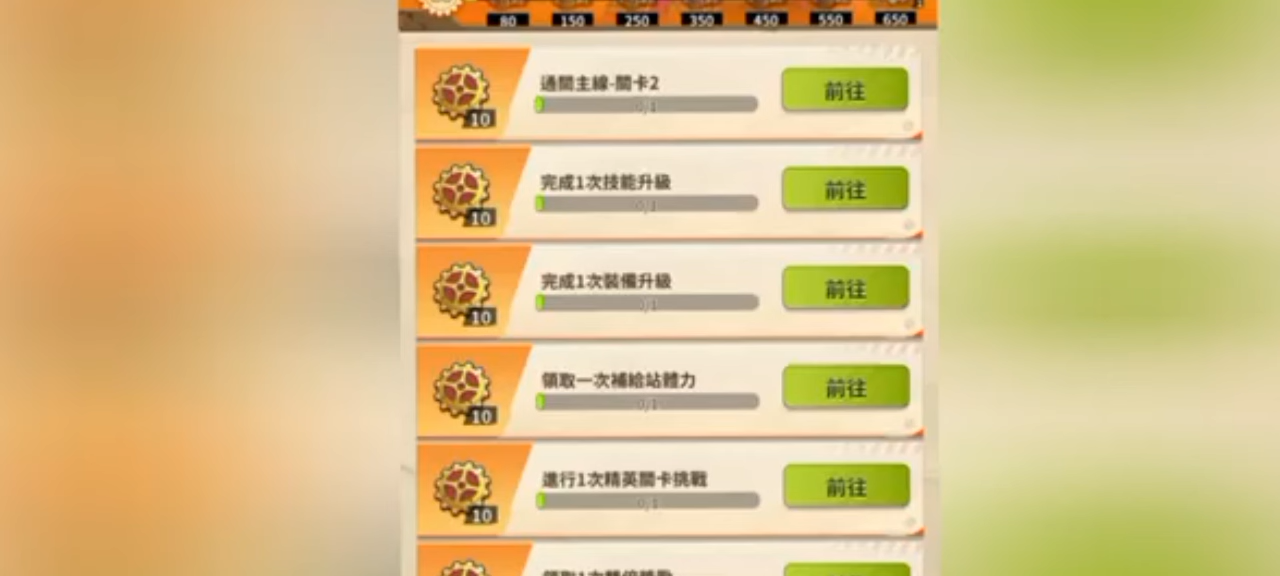 80 150 250 350 450 550 650
通關主線-關卡2
0/1
前往
10
完成1次技能升級
0/1
前往
10
完成1次裝備升級
0/1
前往
10
領取一次補給站體力
0/1
前往
10
進行1次精英關卡挑戰
0/1
前往
10